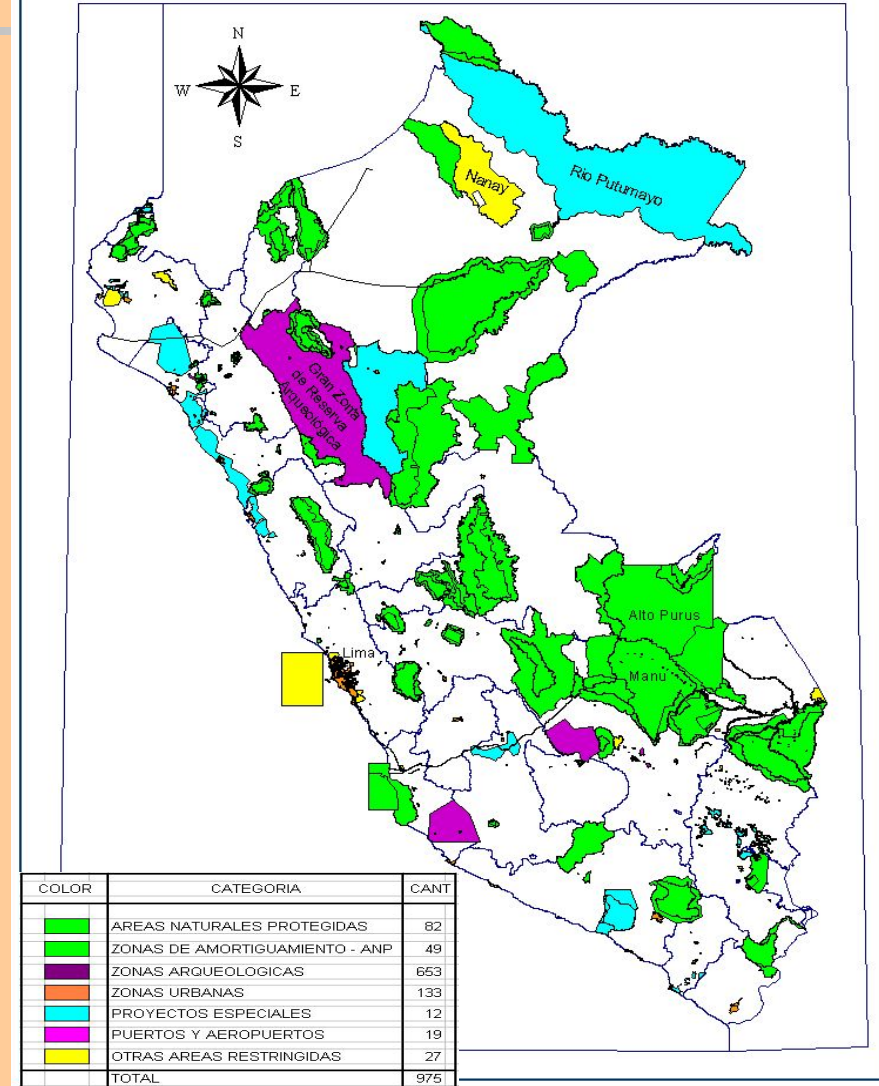 N
W E
S
Nanay
Rio Putumayo
Gran Zona
de Reserva
Arqueológica
Alto Purus
Lima
Manu
COLOR CATEGORIA CANT
AREAS NATURALES PROTEGIDAS 82
ZONAS DE AMORTIGUAMIENTO - ANP 49
ZONAS ARQUEOLOGICAS 653
ZONAS URBANAS 133
PROYECTOS ESPECIALES 12
PUERTOS Y AEROPUERTOS 19
OTRAS AREAS RESTRINGIDAS 27
TOTAL 975